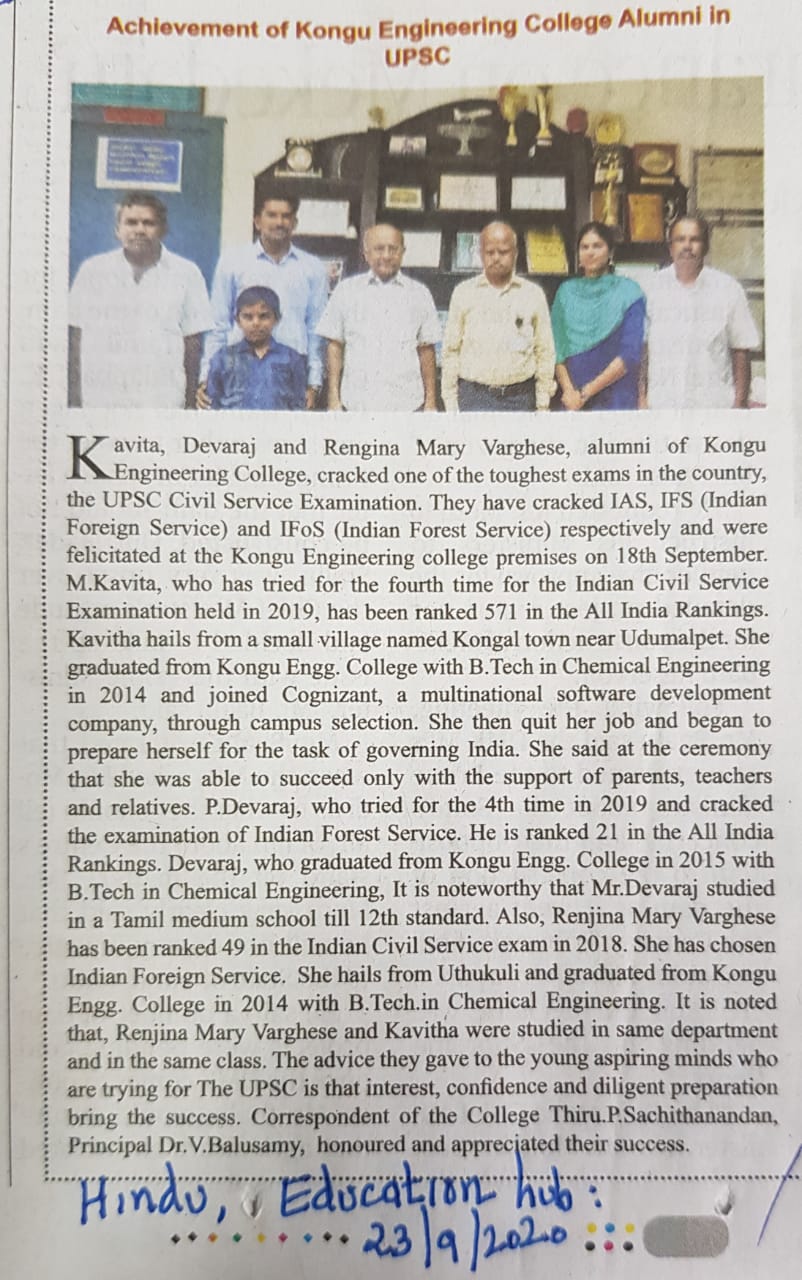 Achievement of Kongu Engineering College Alumni in
UPSC
Kavita, Devaraj and Rengina Mary Varghese, alumni of Kongu
Engineering College, cracked one of the toughest exams in the country,
the UPSC Civil Service Examination. They have cracked IAS, IFS (Indian
Foreign Service) and IFoS (Indian Forest Service) respectively and were
felicitated at the Kongu Engineering college premises on 18th September.
M.Kavita, who has tried for the fourth time for the Indian Civil Service
Examination held in 2019, has been ranked 571 in the All India Rankings.
Kavitha hails from a small village named Kongal town near Udumalpet. She
graduated from Kongu Engg. College with B.Tech in Chemical Engineering
in 2014 and joined Cognizant, a multinational software development
company, through campus selection. She then quit her job and began to
prepare herself for the task of governing India. She said at the ceremony
that she was able to succeed only with the support of parents, teachers
and relatives. P.Devaraj, who tried for the 4th time in 2019 and cracked
the examination of Indian Forest Service. He is ranked 21 in the All India
Rankings. Devaraj, who graduated from Kongu Engg. College in 2015 with
B.Tech in Chemical Engineering, It is noteworthy that Mr.Devaraj studied
in a Tamil medium school till 12th standard. Also, Renjina Mary Varghese
has been ranked 49 in the Indian Civil Service exam in 2018. She has chosen
Indian Foreign Service. She hails from Uthukuli and graduated from Kongu
Engg. College in 2014 with B.Tech.in Chemical Engineering. It is noted
that, Renjina Mary Varghese and Kavitha were studied in same department
and in the same class. The advice they gave to the young aspiring minds who
are trying for The UPSC is that interest, confidence and diligent preparation
bring the success. Correspondent of the College Thiru.P.Sachithanandan,
Principal Dr.V.Balusamy, honoured and appreciated their success.
Hindu, Education hub:
23/9/2020